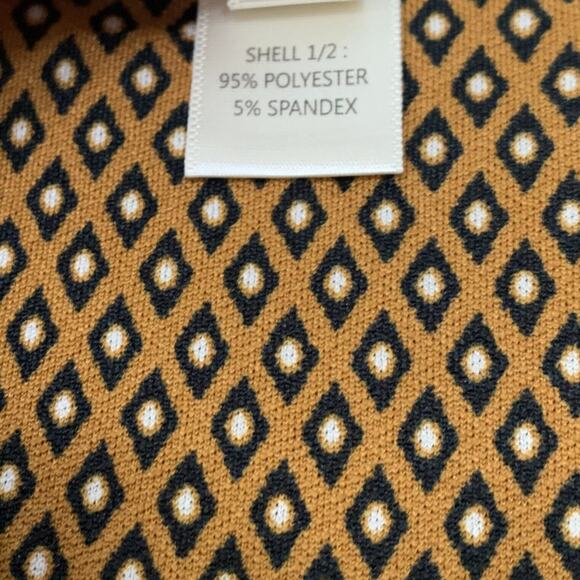 SHELL 1/2 :
95% POLYESTER
5% SPANDEX